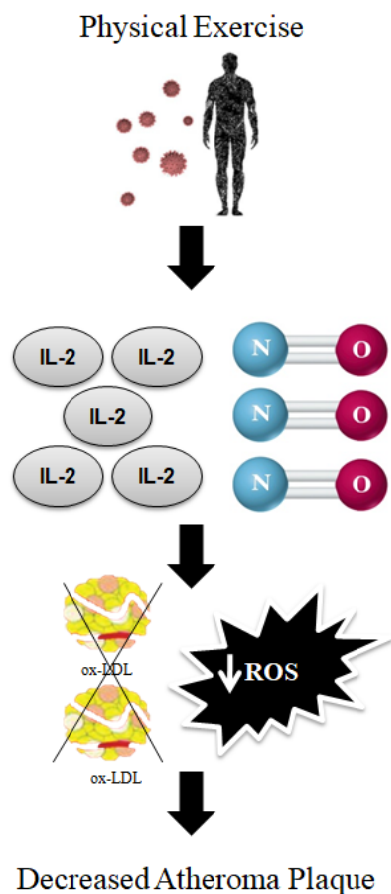 Physical Exercise
IL-2 IL-2
IL-2
IL-2 IL-2
N O
N O
N O
ox-LDL
ox-LDL
↓ROS
Decreased Atheroma Plaque